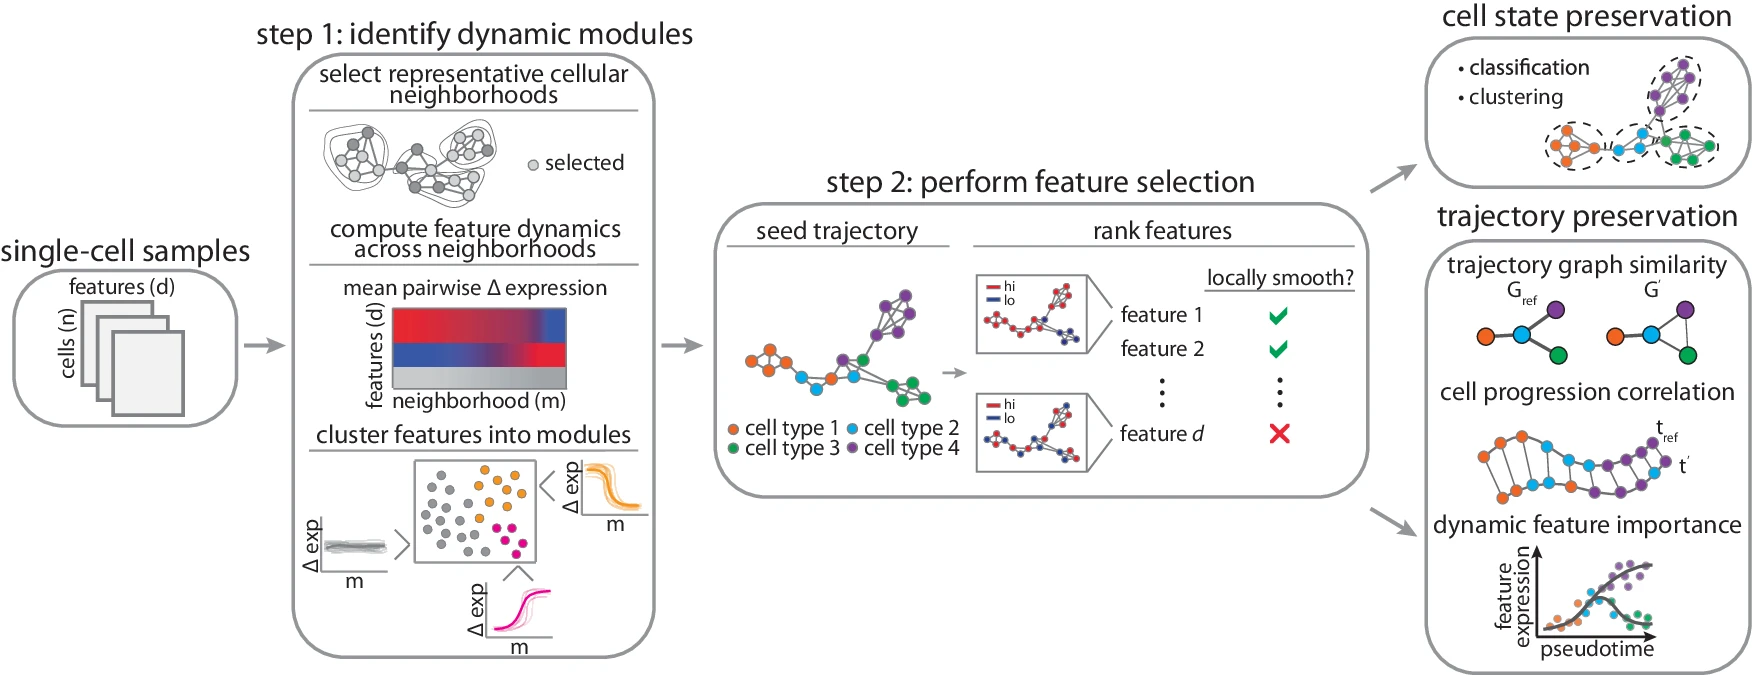 single-cell samples
features (d)
cells (n)
step 1: identify dynamic modules
select representative cellular
neighborhoods
selected
compute feature dynamics
across neighborhoods
mean pairwise Δ expression
features (d)
neighborhood (m)
cluster features into modules
Δ exp
m
Δ exp
m
Δ exp
m
step 2: perform feature selection
seed trajectory
cell type 1
cell type 2
cell type 3
cell type 4
rank features
locally smooth?
hi
lo
feature 1
feature 2
hi
lo
feature d
cell state preservation
• classification
• clustering
trajectory preservation
trajectory graph similarity
Gref
G′
cell progression correlation
tref
t′
dynamic feature importance
feature
expression
pseudotime